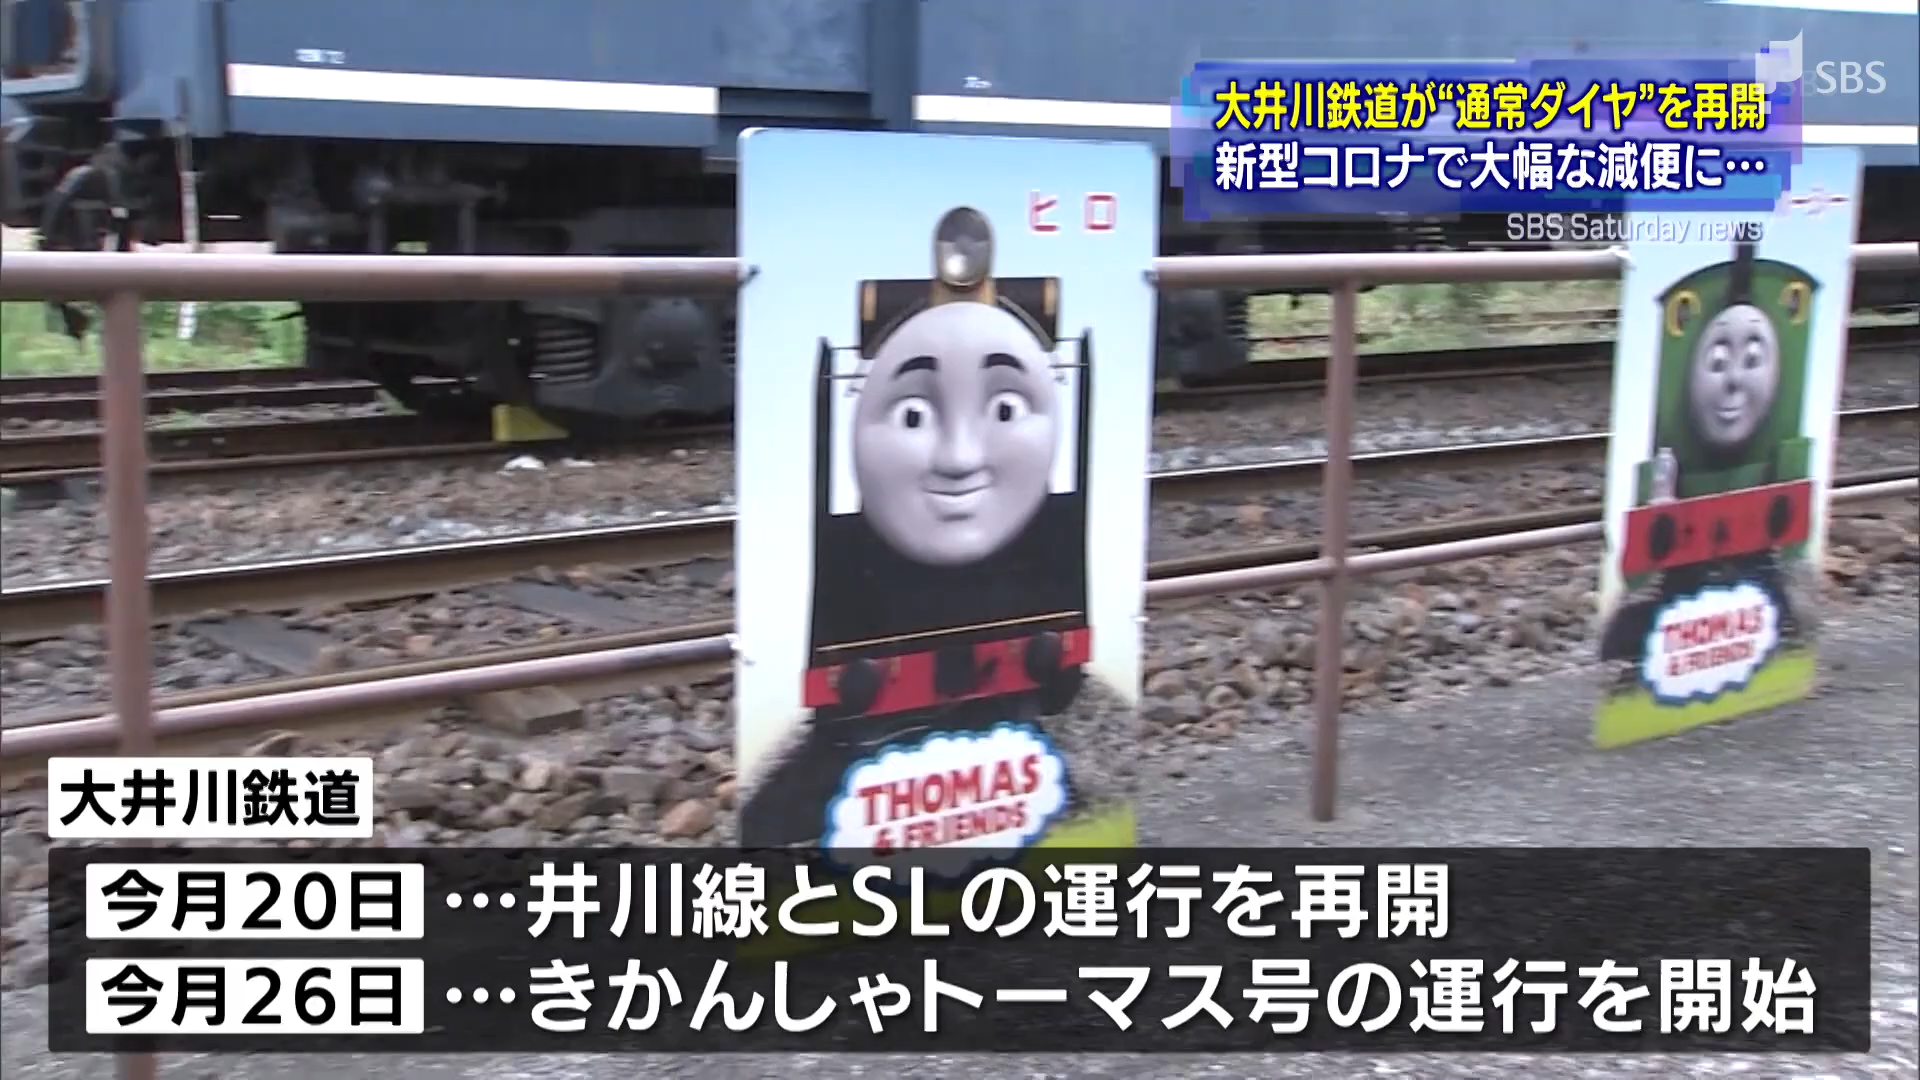 SBS
大井川鉄道が“通常ダイヤ”を再開
新型コロナで大幅な減便に…
SBS Saturday news
ヒロ
THOMAS
& FRIENDS
THOMAS
& FRIENDS
大井川鉄道
今月20日…井川線とSLの運行を再開
今月26日…きかんしゃトーマス号の運行を開始